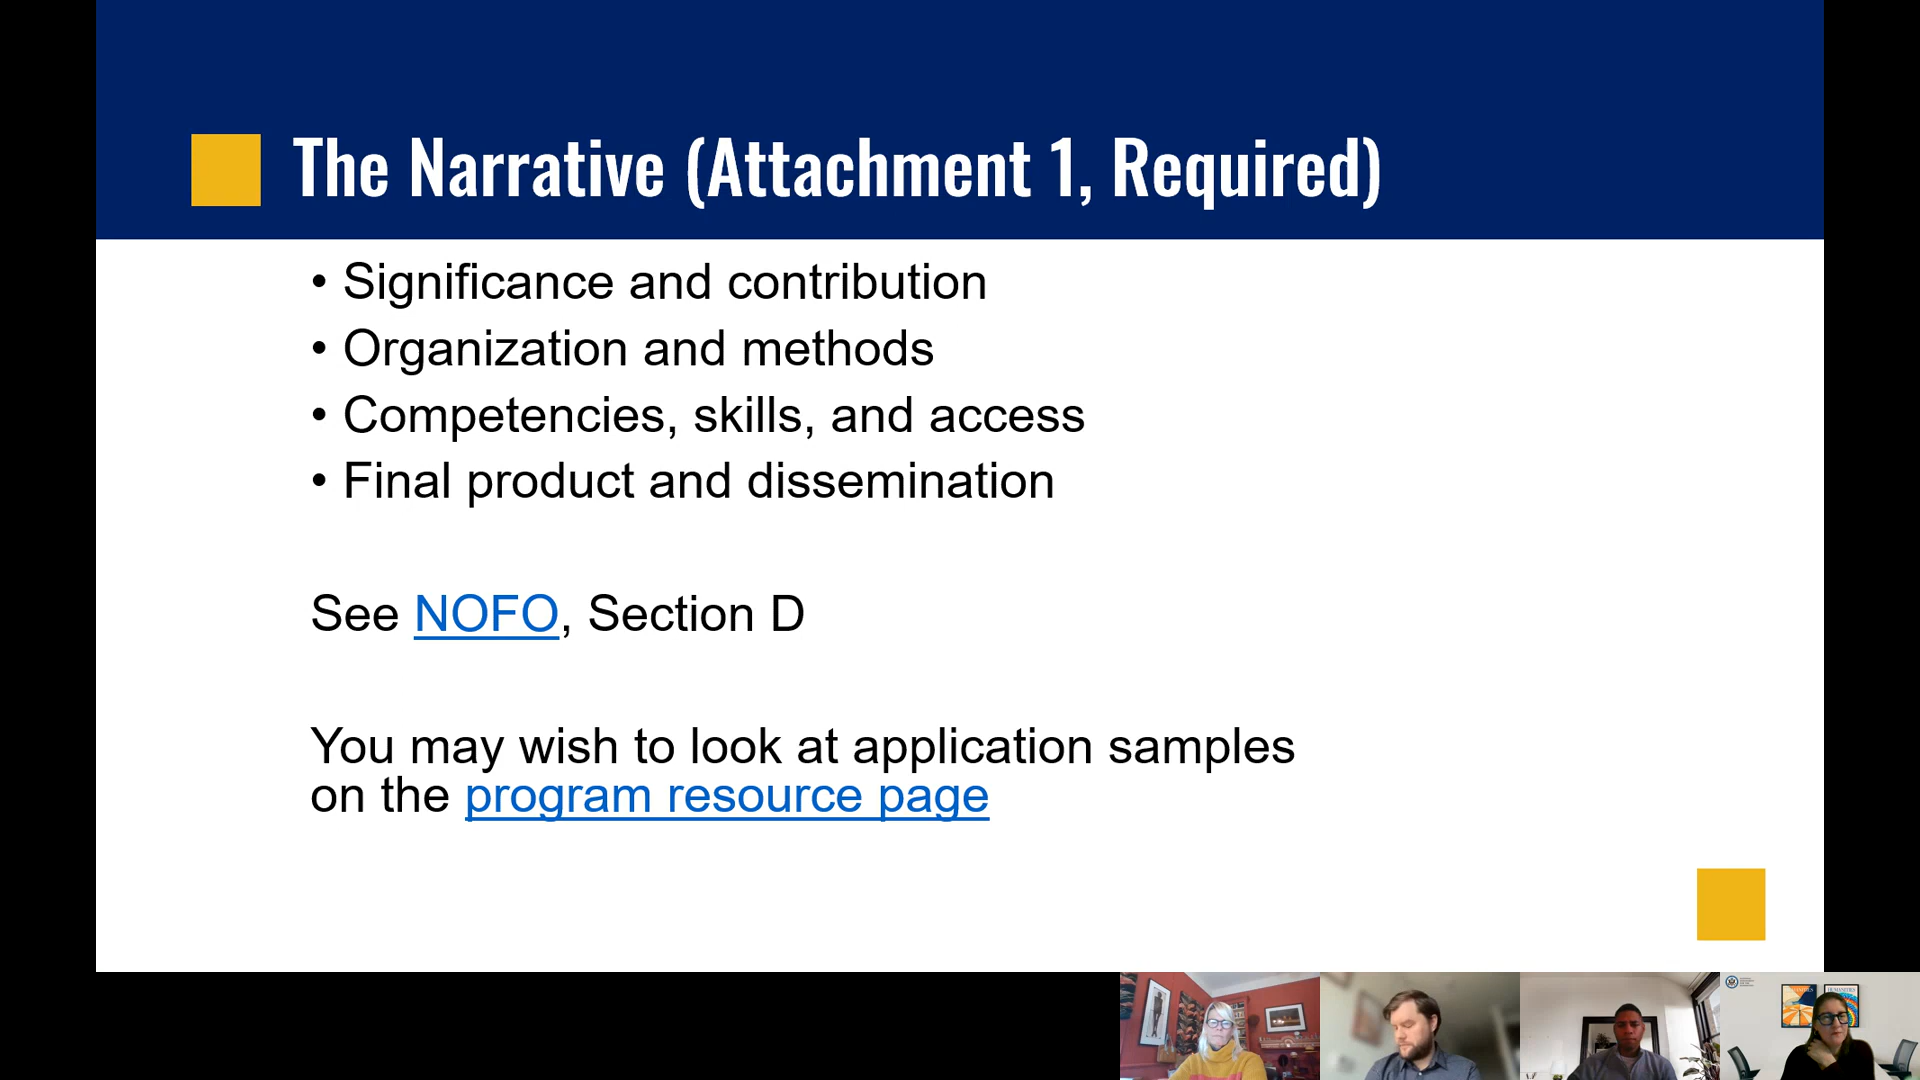 The Narrative (Attachment 1, Required)
• Significance and contribution
• Organization and methods
• Competencies, skills, and access
• Final product and dissemination
See NOFO, Section D
You may wish to look at application samples
on the program resource page